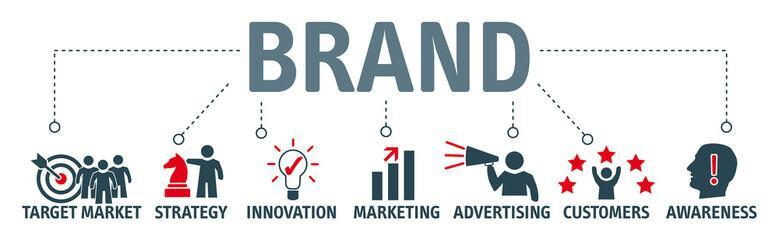 BRAND
TARGET MARKET
STRATEGY
INNOVATION
MARKETING
ADVERTISING
CUSTOMERS
AWARENESS